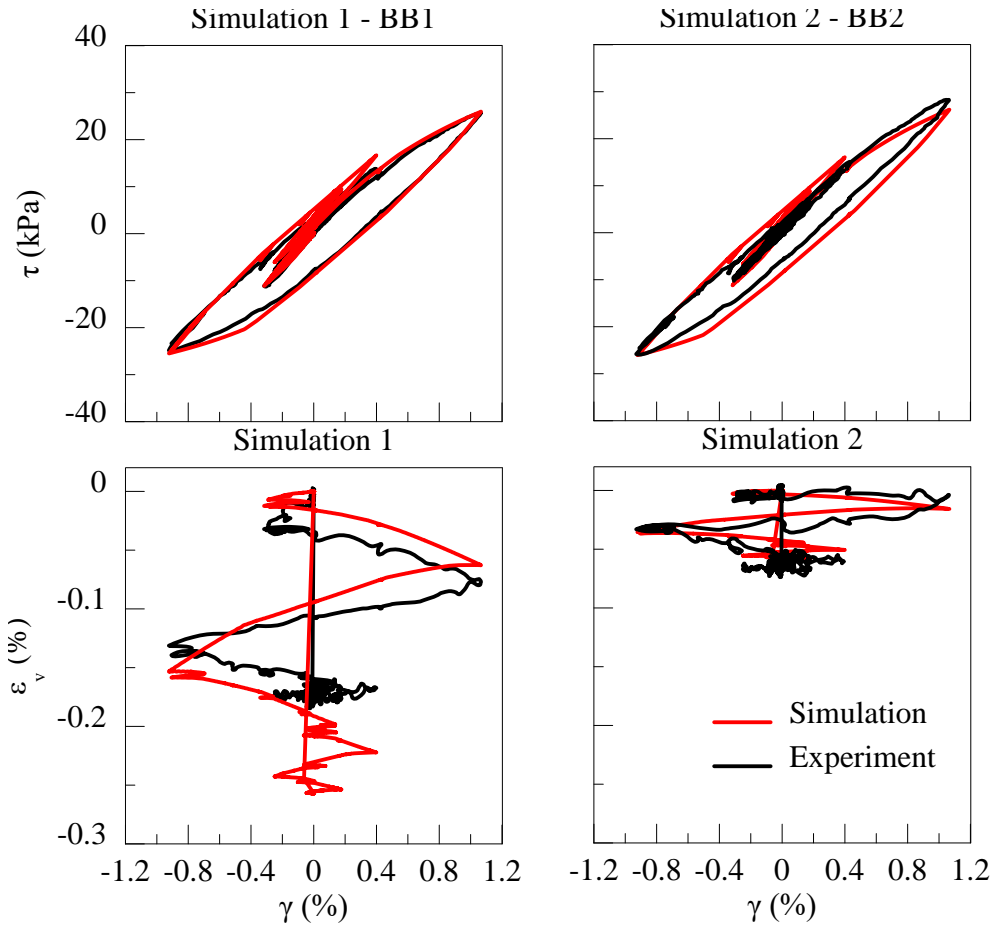 Simulation 1 - BB1
Simulation 2 - BB2
40
20
0
-20
-40
τ (kPa)
Simulation 1
Simulation 2
0
-0.1
-0.2
-0.3
ε_v (%)
Simulation
Experiment
-1.2 -0.8 -0.4 0 0.4 0.8 1.2
-1.2 -0.8 -0.4 0 0.4 0.8 1.2
γ (%)
γ (%)